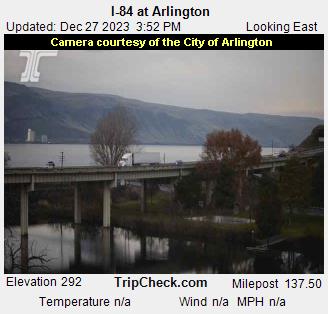 I-84 at Arlington
Updated: Dec 27 2023 3:52 PM Looking East
Camera courtesy of the City of Arlington
Elevation 292 TripCheck.com Milepost 137.50
Temperature n/a Wind n/a MPH n/a